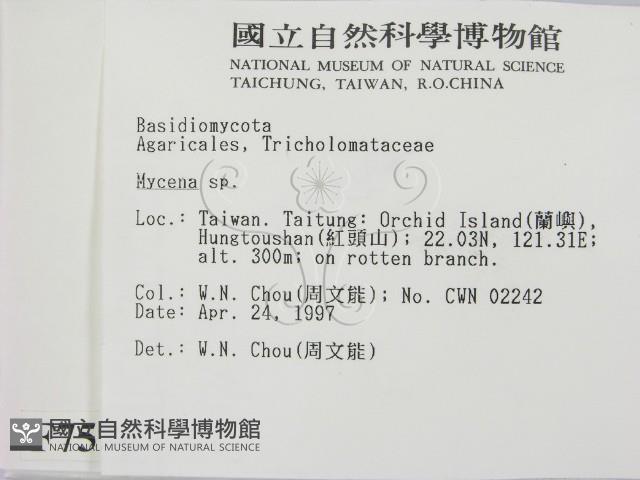 國立自然科學博物館
NATIONAL MUSEUM OF NATURAL SCIENCE
TAICHUNG, TAIWAN, R.O.CHINA
Basidiomycota
Agaricales, Tricholomataceae
Mycena sp.
Loc.: Taiwan. Taitung: Orchid Island(蘭嶼),
Hungtoushan(紅頭山); 22.03N, 121.31E;
alt. 300m; on rotten branch.
Col.: W.N. Chou(周文能); No. CWN 02242
Date: Apr. 24, 1997
Det.: W.N. Chou(周文能)
國立自然科學博物館
NATIONAL MUSEUM OF NATURAL SCIENCE